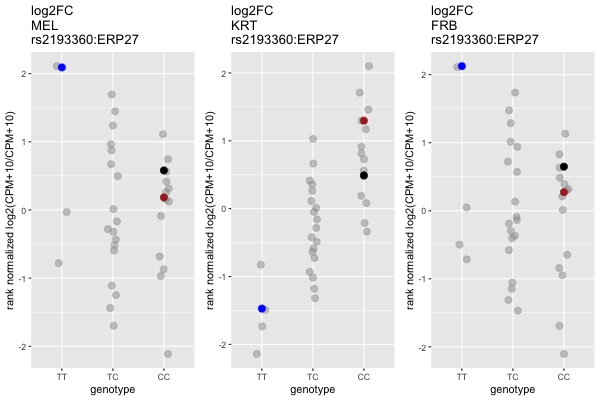 log2FC
MEL
rs2193360:ERP27
rank normalized log2(CPM+10/CPM+10)
2
1
0
-1
-2
TT
TC
CC
genotype
log2FC
KRT
rs2193360:ERP27
rank normalized log2(CPM+10/CPM+10)
2
1
0
-1
-2
TT
TC
CC
genotype
log2FC
FRB
rs2193360:ERP27
rank normalized log2(CPM+10/CPM+10)
2
1
0
-1
-2
TT
TC
CC
genotype